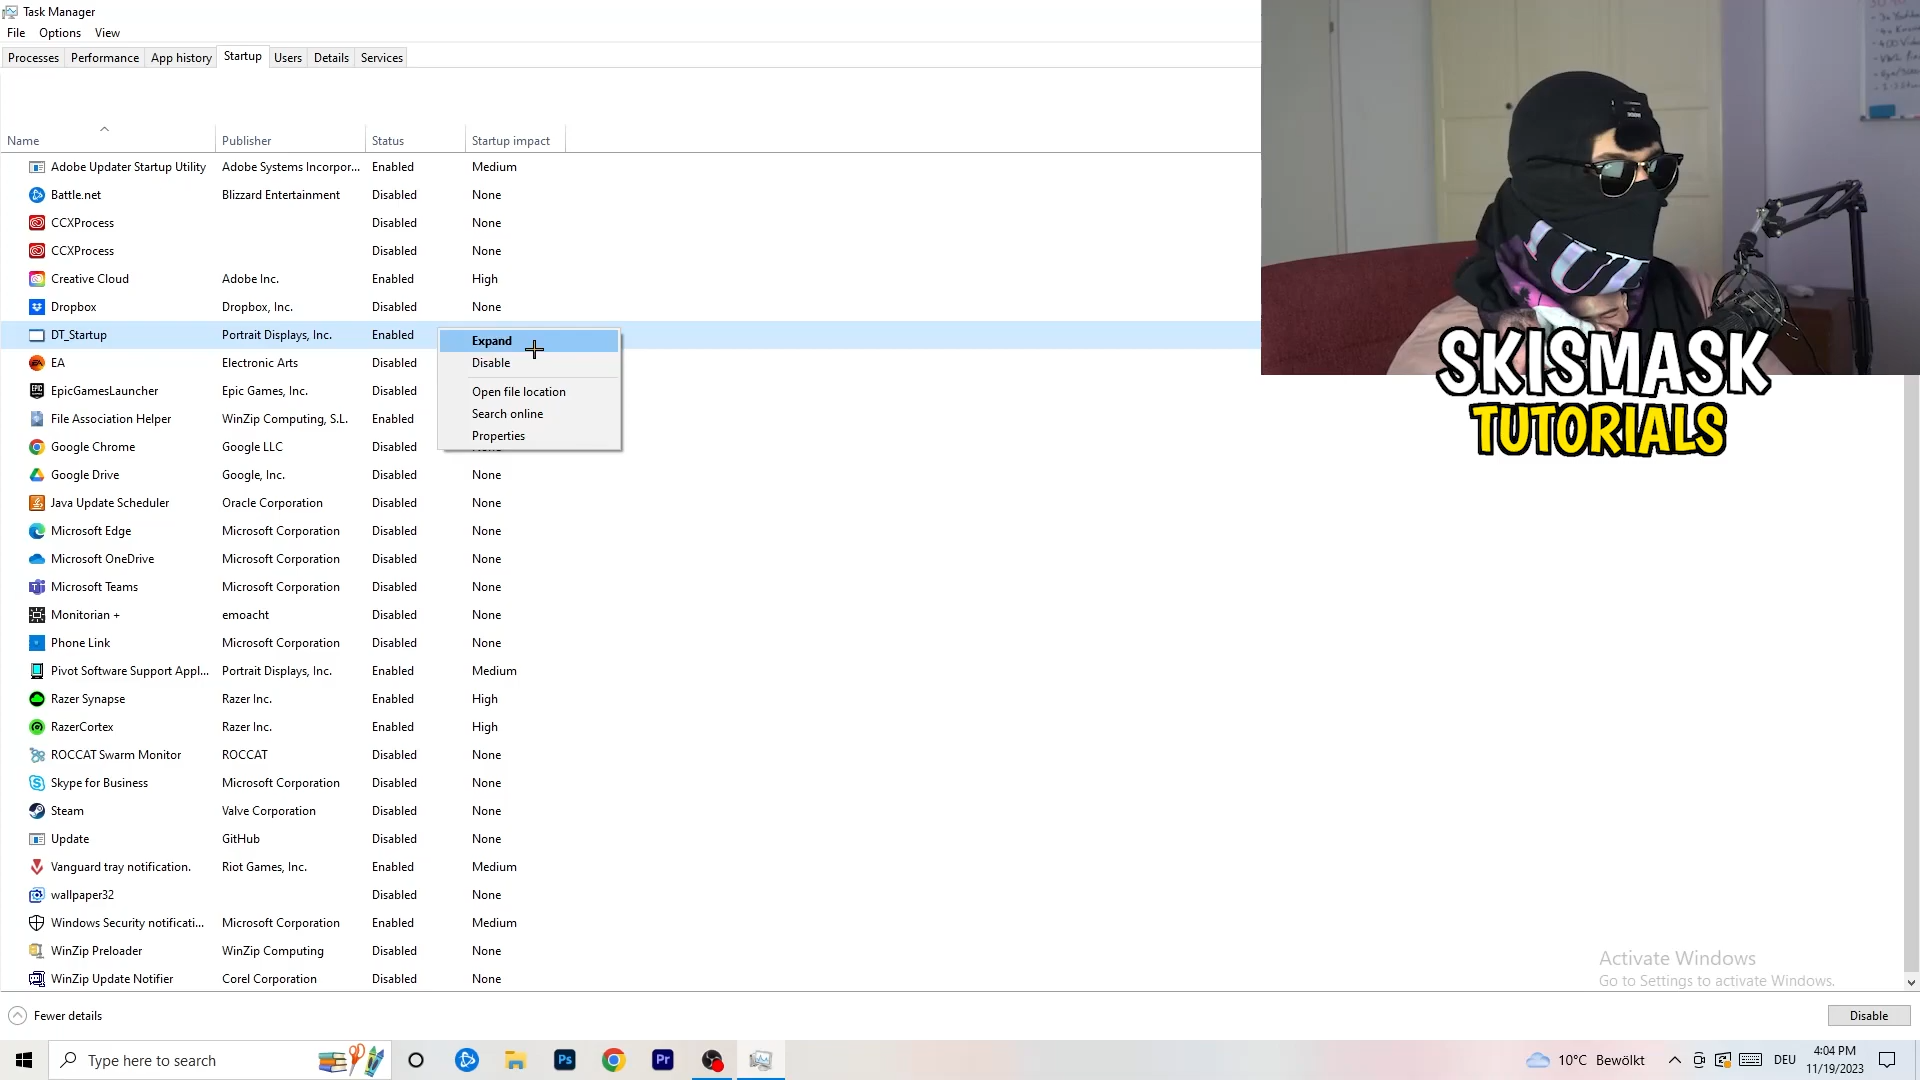 Task Manager
File Options View
Processes Performance App history Startup Users Details Services
Name Publisher Status Startup impact
Adobe Updater Startup Utility Adobe Systems Incorpor... Enabled Medium
Battle.net Blizzard Entertainment Disabled None
CCXProcess Disabled None
CCXProcess Disabled None
Creative Cloud Adobe Inc. Enabled High
Dropbox Dropbox, Inc. Disabled None
DT_Startup Portrait Displays, Inc. Enabled
EA Electronic Arts Disabled
EpicGamesLauncher Epic Games, Inc. Disabled
File Association Helper WinZip Computing, S.L. Enabled
Google Chrome Google LLC Disabled
Google Drive Google, Inc. Disabled None
Java Update Scheduler Oracle Corporation Disabled None
Microsoft Edge Microsoft Corporation Disabled None
Microsoft OneDrive Microsoft Corporation Disabled None
Microsoft Teams Microsoft Corporation Disabled None
Monitorian + emoacht Disabled None
Phone Link Microsoft Corporation Disabled None
Pivot Software Support Appl... Portrait Displays, Inc. Enabled Medium
Razer Synapse Razer Inc. Enabled High
RazerCortex Razer Inc. Enabled High
ROCCAT Swarm Monitor ROCCAT Disabled None
Skype for Business Microsoft Corporation Disabled None
Steam Valve Corporation Disabled None
Update GitHub Disabled None
Vanguard tray notification. Riot Games, Inc. Enabled Medium
wallpaper32 Disabled None
Windows Security notificati... Microsoft Corporation Enabled Medium
WinZip Preloader WinZip Computing Disabled None
WinZip Update Notifier Corel Corporation Disabled None
Expand
Disable
Open file location
Search online
Properties
SKISMASK
TUTORIALS
Activate Windows
Go to Settings to activate Windows.
Fewer details
Disable
Type here to search
Ps
Pr
10°C Bewölkt
DEU
4:04 PM
11/19/2023